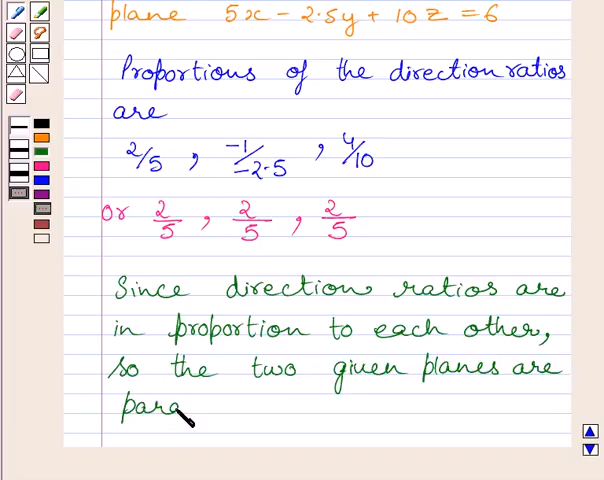 plane 5x - 2.5y + 10z = 6
Proportions of the direction ratios
are
2/5 , -1/-2.5 , 4/10
or 2/5 , 2/5 , 2/5
Since direction ratios are
in proportion to each other,
so the two given planes are
para